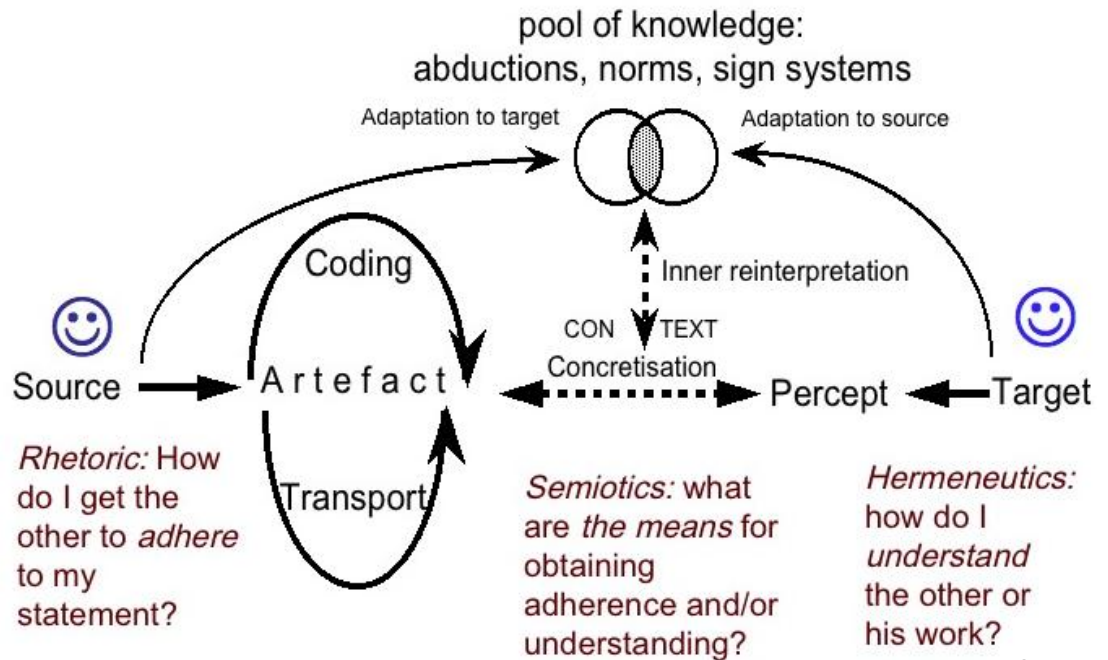 pool of knowledge:
abductions, norms, sign systems
Adaptation to target
Adaptation to source
Coding
Inner reinterpretation
CON TEXT
Concretisation
Source
Artefact
Percept
Target
Transport
Rhetoric: How
do I get the
other to adhere
to my
statement?
Semiotics: what
are the means for
obtaining
adherence and/or
understanding?
Hermeneutics:
how do I
understand
the other or
his work?